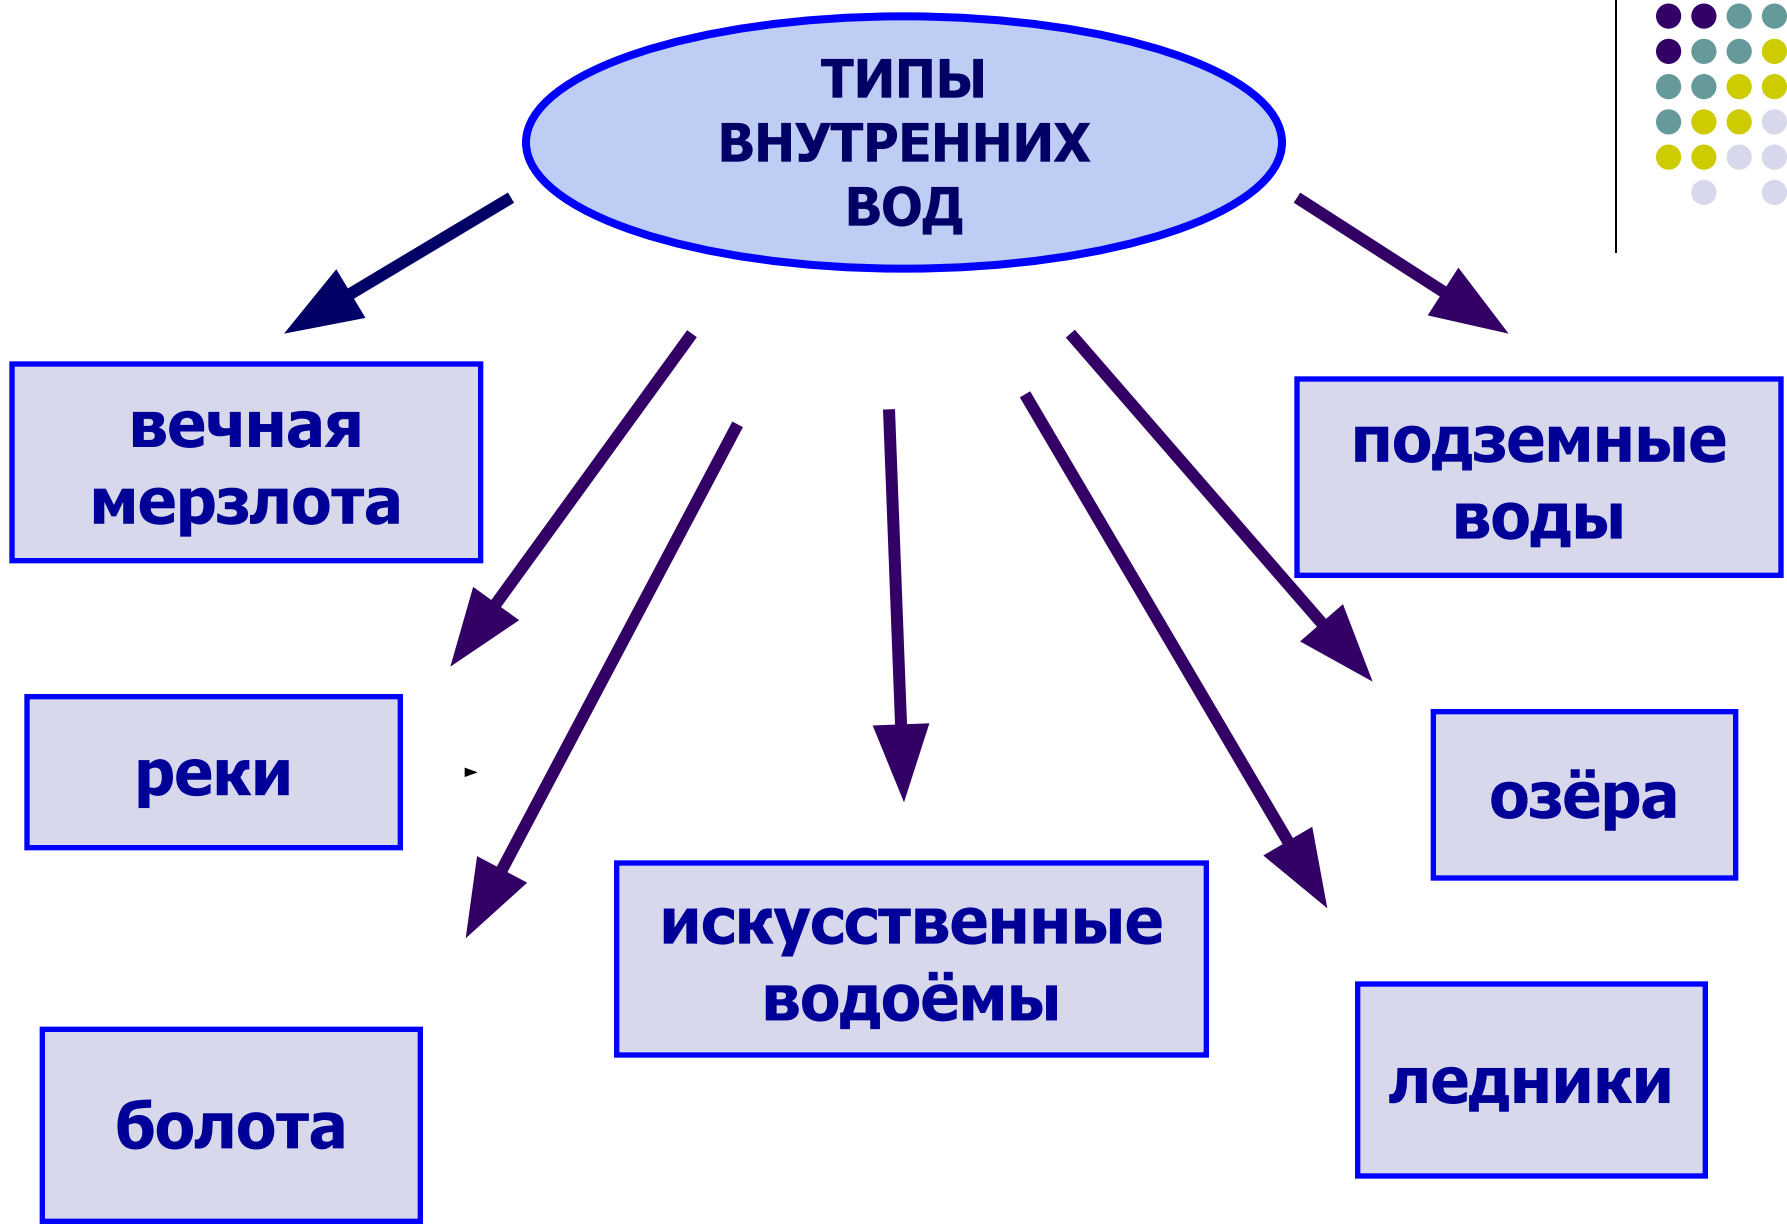 ТИПЫ
ВНУТРЕННИХ
ВОД
вечная
мерзлота
подземные
воды
реки
озёра
искусственные
водоёмы
болота
ледники